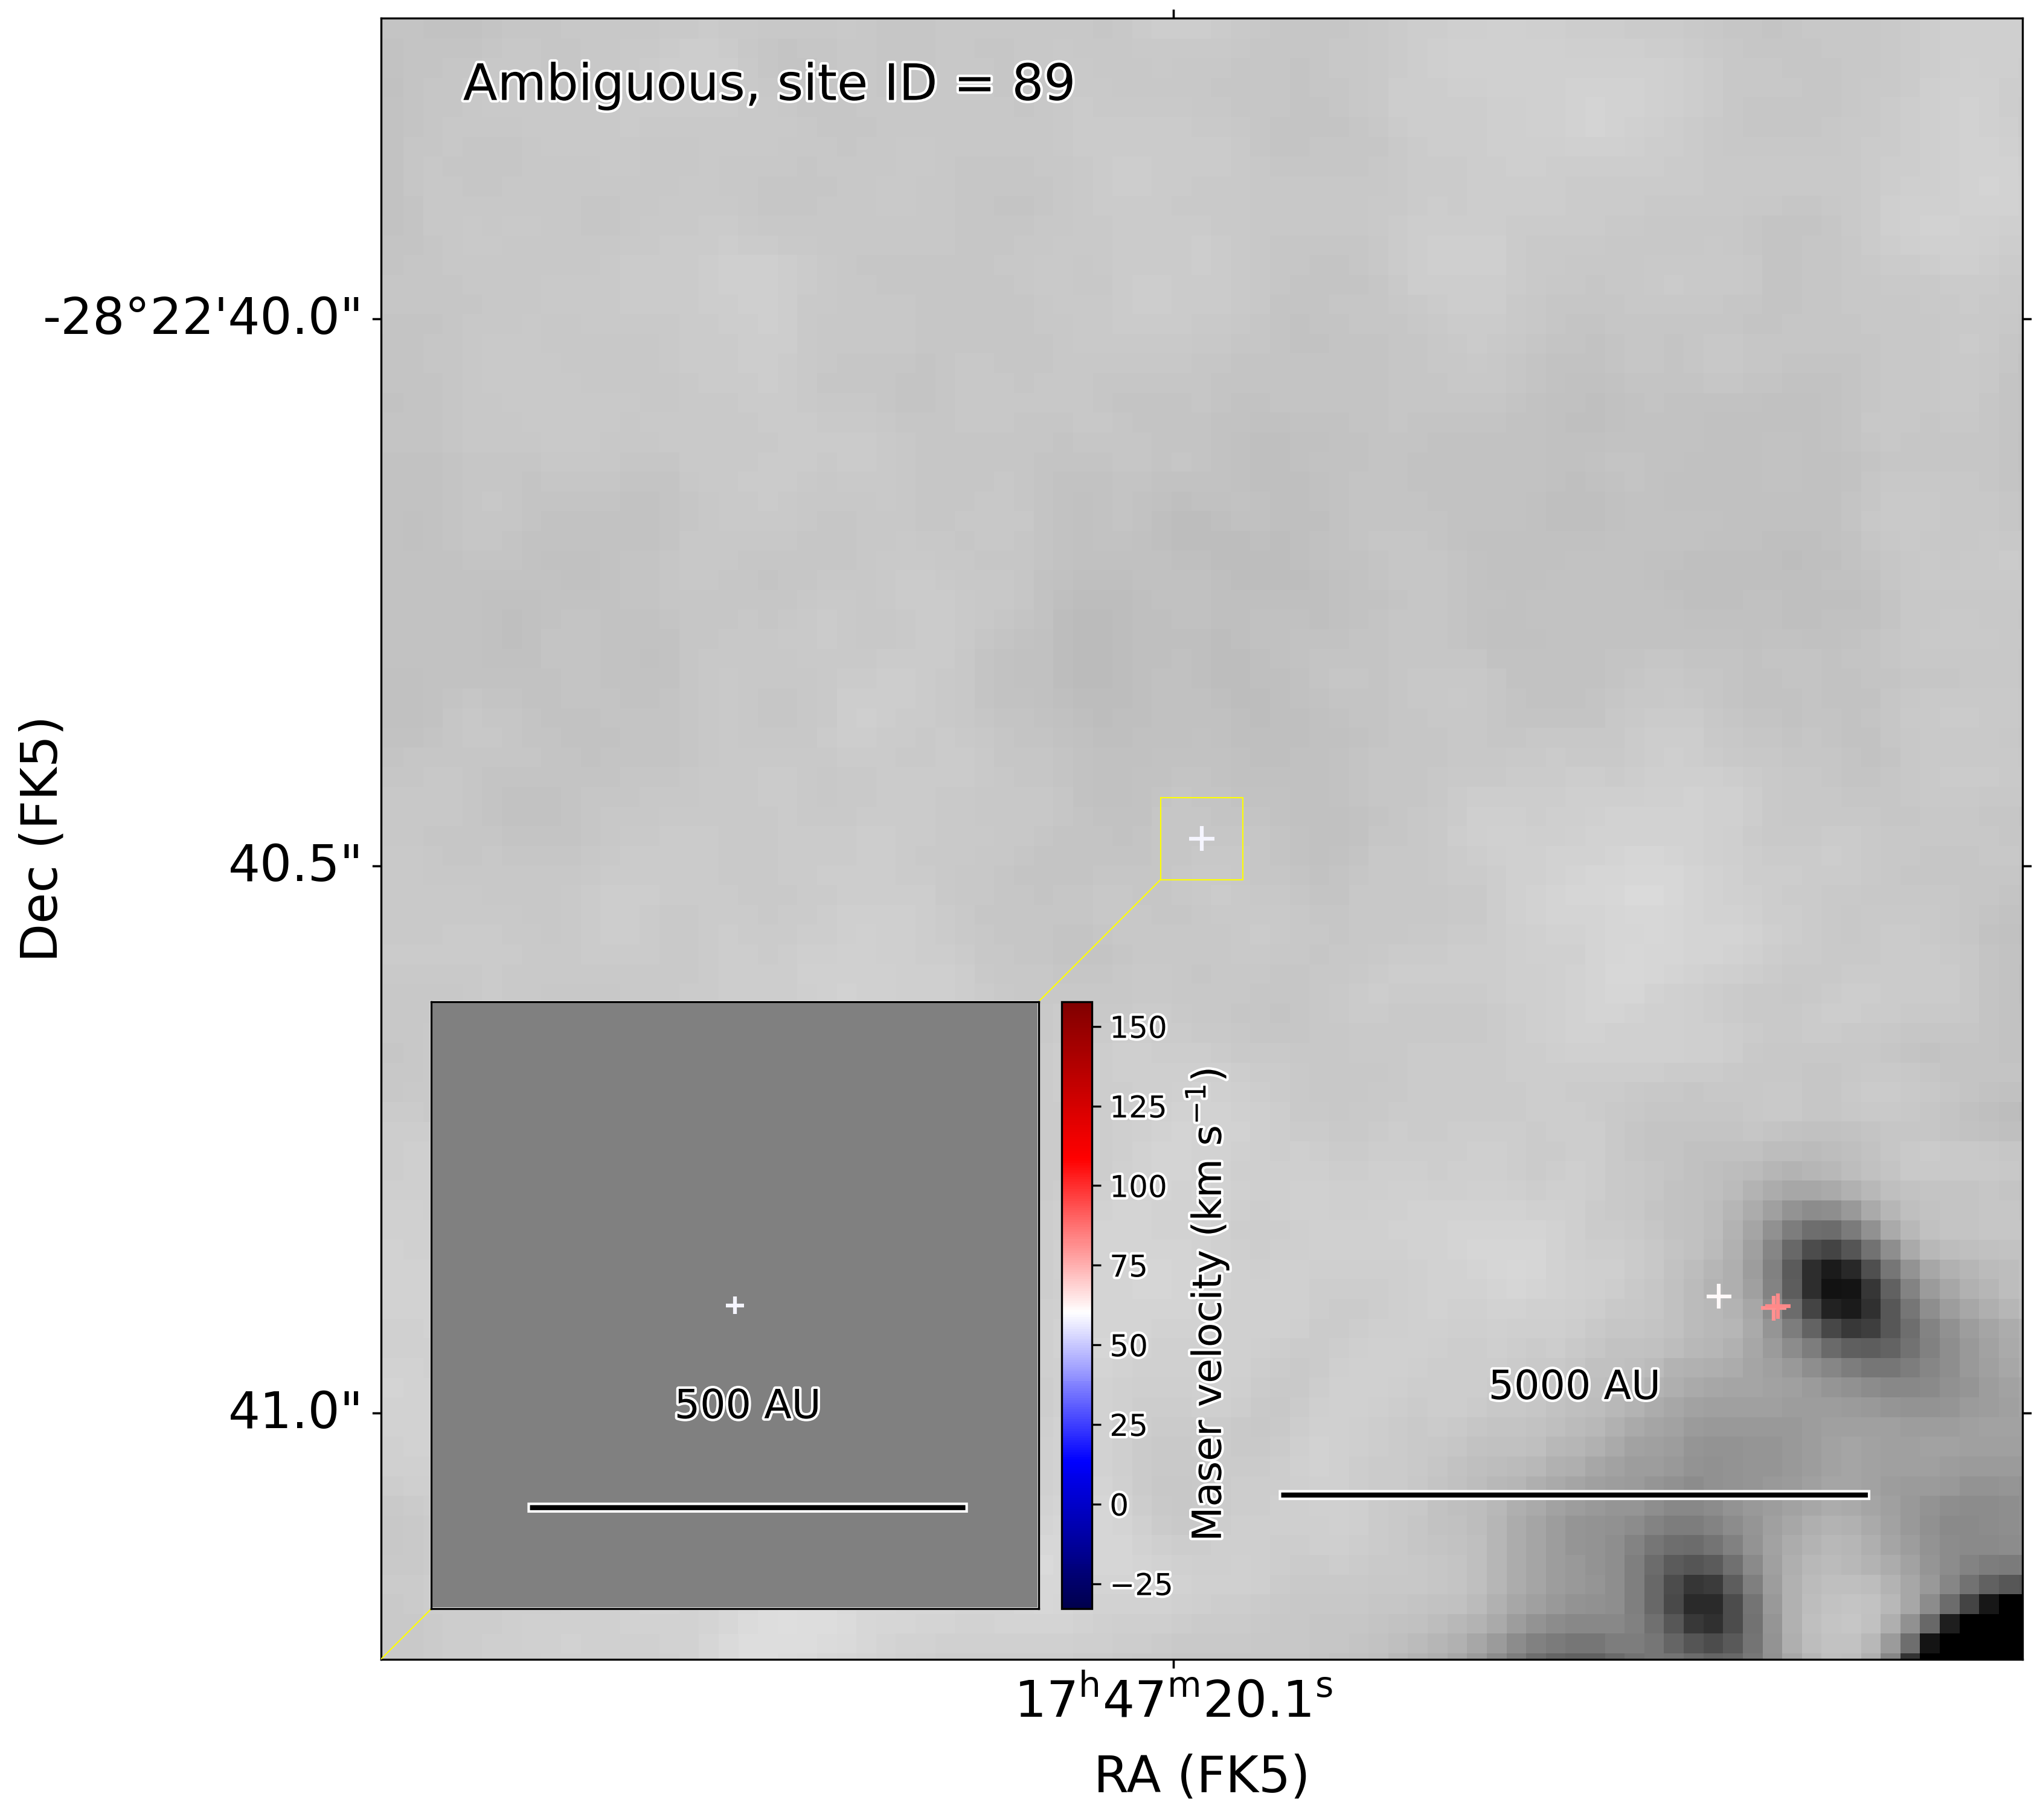 Ambiguous, site ID = 89
-28°22'40.0"
40.5"
41.0"
Dec (FK5)
500 AU
150
125
100
75
50
25
0
−25
Maser velocity (km s⁻¹)
5000 AU
17ʰ47ᵐ20.1ˢ
RA (FK5)